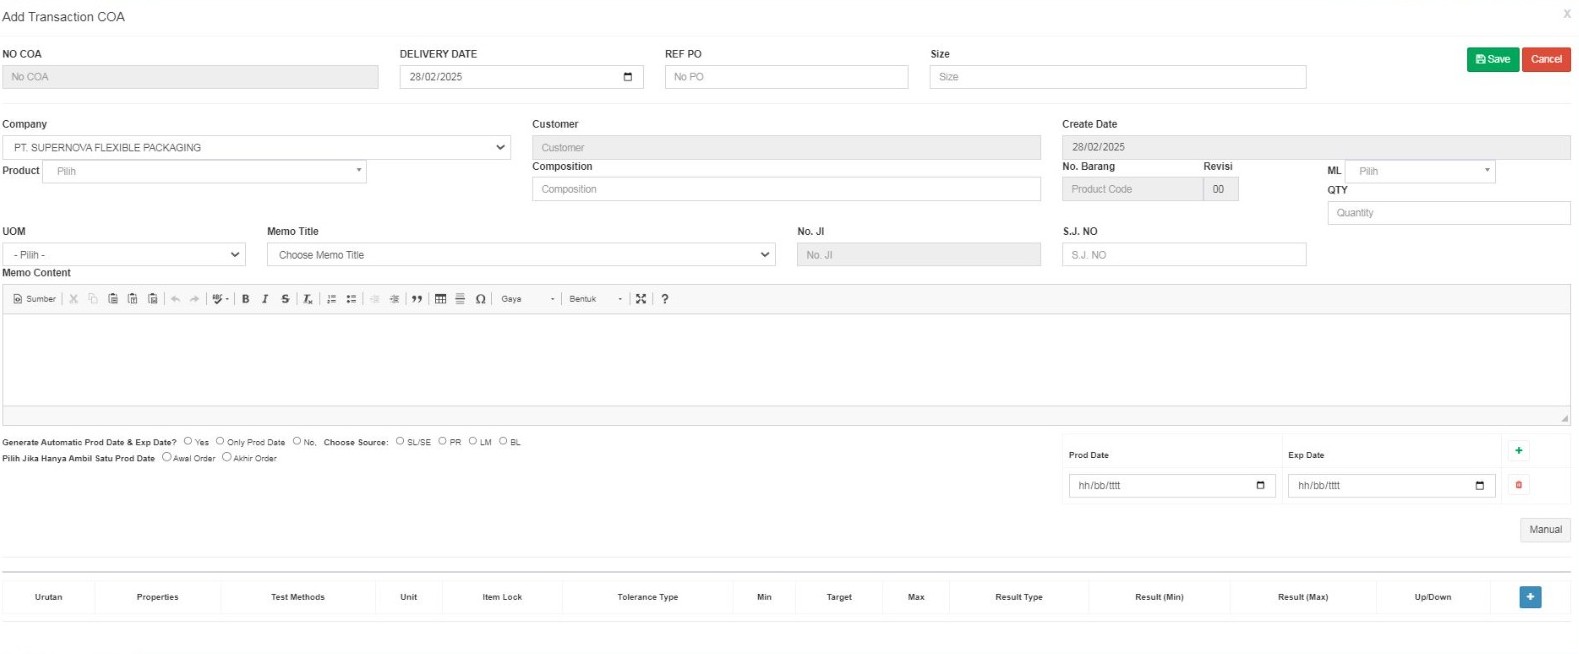 Add Transaction COA
X
NO COA DELIVERY DATE REF PO Size
No COA 28/02/2025 No PO Size Save Cancel
Company Customer Create Date
PT. SUPERNOVA FLEXIBLE PACKAGING Customer 28/02/2025
Product Pilih Composition No. Barang Revisi ML Pilih
Composition Product Code 00 QTY
Quantity
UOM Memo Title No. JI S.J. NO
- Pilih - Choose Memo Title No. JI S.J. NO
Memo Content
Sumber B I S Gaya Bentuk ?
Generate Automatic Prod Date & Exp Date? Yes Only Prod Date No, Choose Source: SL/SE PR LM BL
Pilih Jika Hanya Ambil Satu Prod Date Awal Order Akhir Order
Prod Date Exp Date +
hh/bb/tttt hh/bb/tttt
Manual
Urutan Properties Test Methods Unit Item Lock Tolerance Type Min Target Max Result Type Result (Min) Result (Max) Up/Down +